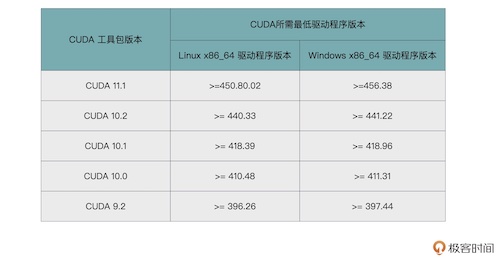 CUDA 工具包版本
CUDA所需最低驱动程序版本
Linux x86_64 驱动程序版本
Windows x86_64 驱动程序版本
CUDA 11.1
>=450.80.02
>=456.38
CUDA 10.2
>= 440.33
>= 441.22
CUDA 10.1
>= 418.39
>= 418.96
CUDA 10.0
>= 410.48
>= 411.31
CUDA 9.2
>= 396.26
>= 397.44
极客时间